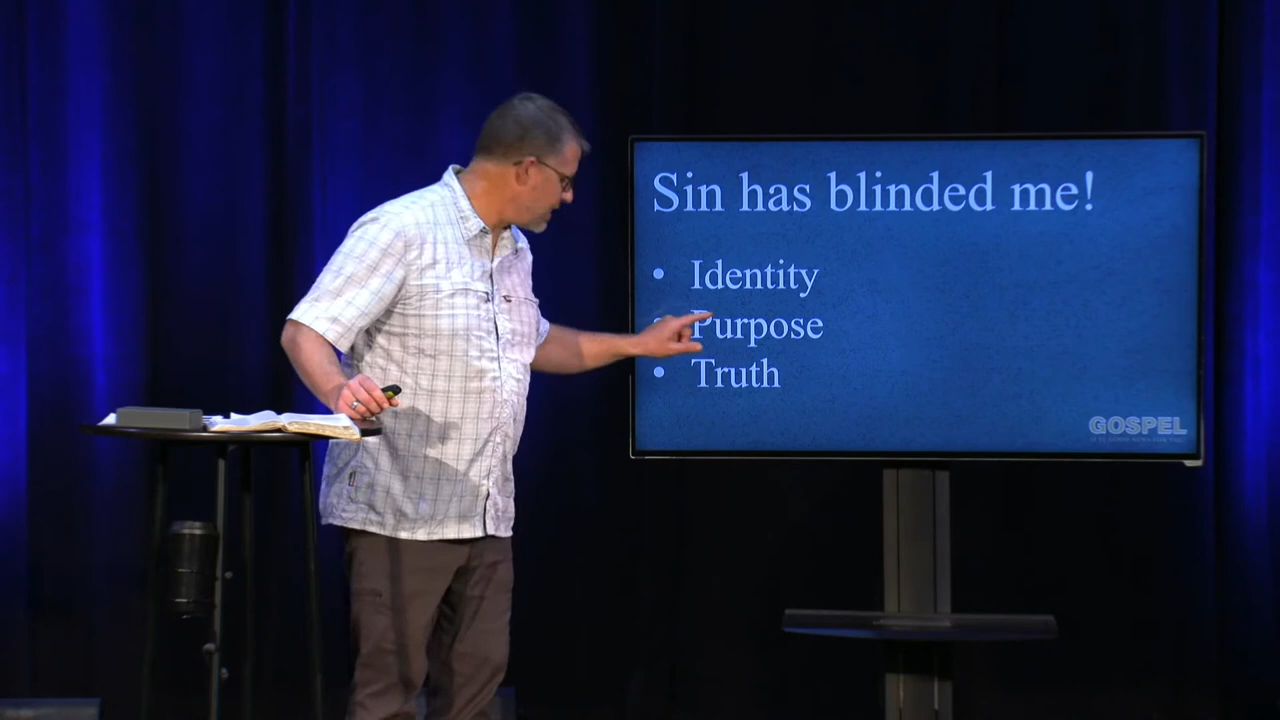 Sin has blinded me!
• Identity
• Purpose
• Truth
GOSPEL